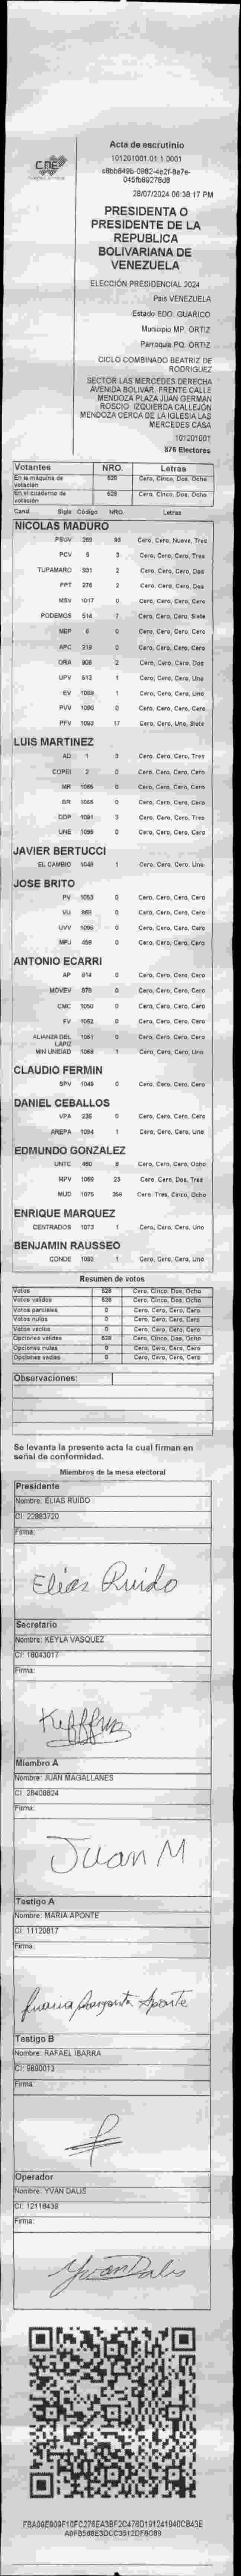 CNE
Acta de escrutinio
101201001.01.1.0001
28/07/2024 06:38:17 PM
PRESIDENTA O
PRESIDENTE DE LA
REPUBLICA
BOLIVARIANA DE
VENEZUELA
ELECCIÓN PRESIDENCIAL 2024
Pais VENEZUELA
Estado EDO. GUARICO
Municipio MP. ORTIZ
Parroquia PQ. ORTIZ
CICLO COMBINADO BEATRIZ DE
RODRIGUEZ
SECTOR LAS MERCEDES DERECHA
AVENIDA BOLIVAR. FRENTE CALLE
MENDOZA PLAZA JUAN GERMAN
ROSCIO. IZQUIERDA CALLEJÓN
MENDOZA CERCA DE LA IGLESIA LAS
MERCEDES CASA
101201001
876 Electores
Votantes NRO. Letras
En la máquina de votación 528 Cero, Cinco, Dos, Ocho
En el cuaderno de votación 528 Cero, Cinco, Dos, Ocho
Cand. Sigla Código NRO. Letras
NICOLAS MADURO
PSUV 269 93 Cero, Cero, Nueve, Tres
PCV 5 3 Cero, Cero, Cero, Tres
TUPAMARO 931 2 Cero, Cero, Cero, Dos
PPT 276 2 Cero, Cero, Cero, Dos
MSV 1017 0 Cero, Cero, Cero, Cero
PODEMOS 514 7 Cero, Cero, Cero, Siete
MEP 6 0 Cero, Cero, Cero, Cero
APC 219 0 Cero, Cero, Cero, Cero
ORA 906 2 Cero, Cero, Cero, Dos
UPV 512 1 Cero, Cero, Cero, Uno
EV 1089 1 Cero, Cero, Cero, Uno
PVV 1090 0 Cero, Cero, Cero, Cero
PFV 1093 17 Cero, Cero, Uno, Siete
LUIS MARTINEZ
AD 1 3 Cero, Cero, Cero, Tres
COPEI 2 0 Cero, Cero, Cero, Cero
MR 1065 0 Cero, Cero, Cero, Cero
BR 1066 0 Cero, Cero, Cero, Cero
DDP 1091 3 Cero, Cero, Cero, Tres
UNE 1095 0 Cero, Cero, Cero, Cero
JAVIER BERTUCCI
EL CAMBIO 1048 1 Cero, Cero, Cero, Uno
JOSE BRITO
PV 1053 0 Cero, Cero, Cero, Cero
VU 868 0 Cero, Cero, Cero, Cero
UVV 1096 0 Cero, Cero, Cero, Cero
MPJ 456 0 Cero, Cero, Cero, Cero
ANTONIO ECARRI
AP 914 0 Cero, Cero, Cero, Cero
MOVEV 876 0 Cero, Cero, Cero, Cero
CMC 1050 0 Cero, Cero, Cero, Cero
FV 1062 0 Cero, Cero, Cero, Cero
ALIANZA DEL LAPIZ 1081 0 Cero, Cero, Cero, Cero
MIN UNIDAD 1088 1 Cero, Cero, Cero, Uno
CLAUDIO FERMIN
SPV 1049 0 Cero, Cero, Cero, Cero
DANIEL CEBALLOS
VPA 236 0 Cero, Cero, Cero, Cero
AREPA 1094 1 Cero, Cero, Cero, Uno
EDMUNDO GONZALEZ
UNTC 460 8 Cero, Cero, Cero, Ocho
MPV 1069 23 Cero, Cero, Dos, Tres
MUD 1075 358 Cero, Tres, Cinco, Ocho
ENRIQUE MARQUEZ
CENTRADOS 1073 1 Cero, Cero, Cero, Uno
BENJAMIN RAUSSEO
CONDE 1092 1 Cero, Cero, Cero, Uno
Resumen de votos
Votos 528 Cero, Cinco, Dos, Ocho
Votos validos 528 Cero, Cinco, Dos, Ocho
Votos parciales 0 Cero, Cero, Cero, Cero
Votos nulos 0 Cero, Cero, Cero, Cero
Votos vacios 0 Cero, Cero, Cero, Cero
Opciones validas 528 Cero, Cinco, Dos, Ocho
Opciones nulas 0 Cero, Cero, Cero, Cero
Opciones vacias 0 Cero, Cero, Cero, Cero
Observaciones:
Se levanta la presente acta la cual firman en
señal de conformidad.
Miembros de la mesa electoral
Presidente
Nombre: ELIAS RUIDO
CI: 22883720
Firma:
Elias Ruido
Secretario
Nombre: KEYLA VASQUEZ
CI: 18043017
Firma:
Miembro A
Nombre: JUAN MAGALLANES
CI: 28408824
Firma:
Juan M
Testigo A
Nombre: MARIA APONTE
CI: 11120817
Firma:
Maria Margarita Aponte
Testigo B
Nombre: RAFAEL IBARRA
CI: 9890013
Firma:
Operador
Nombre: YVAN DALIS
CI: 12118439
Firma:
Yvan Dalis